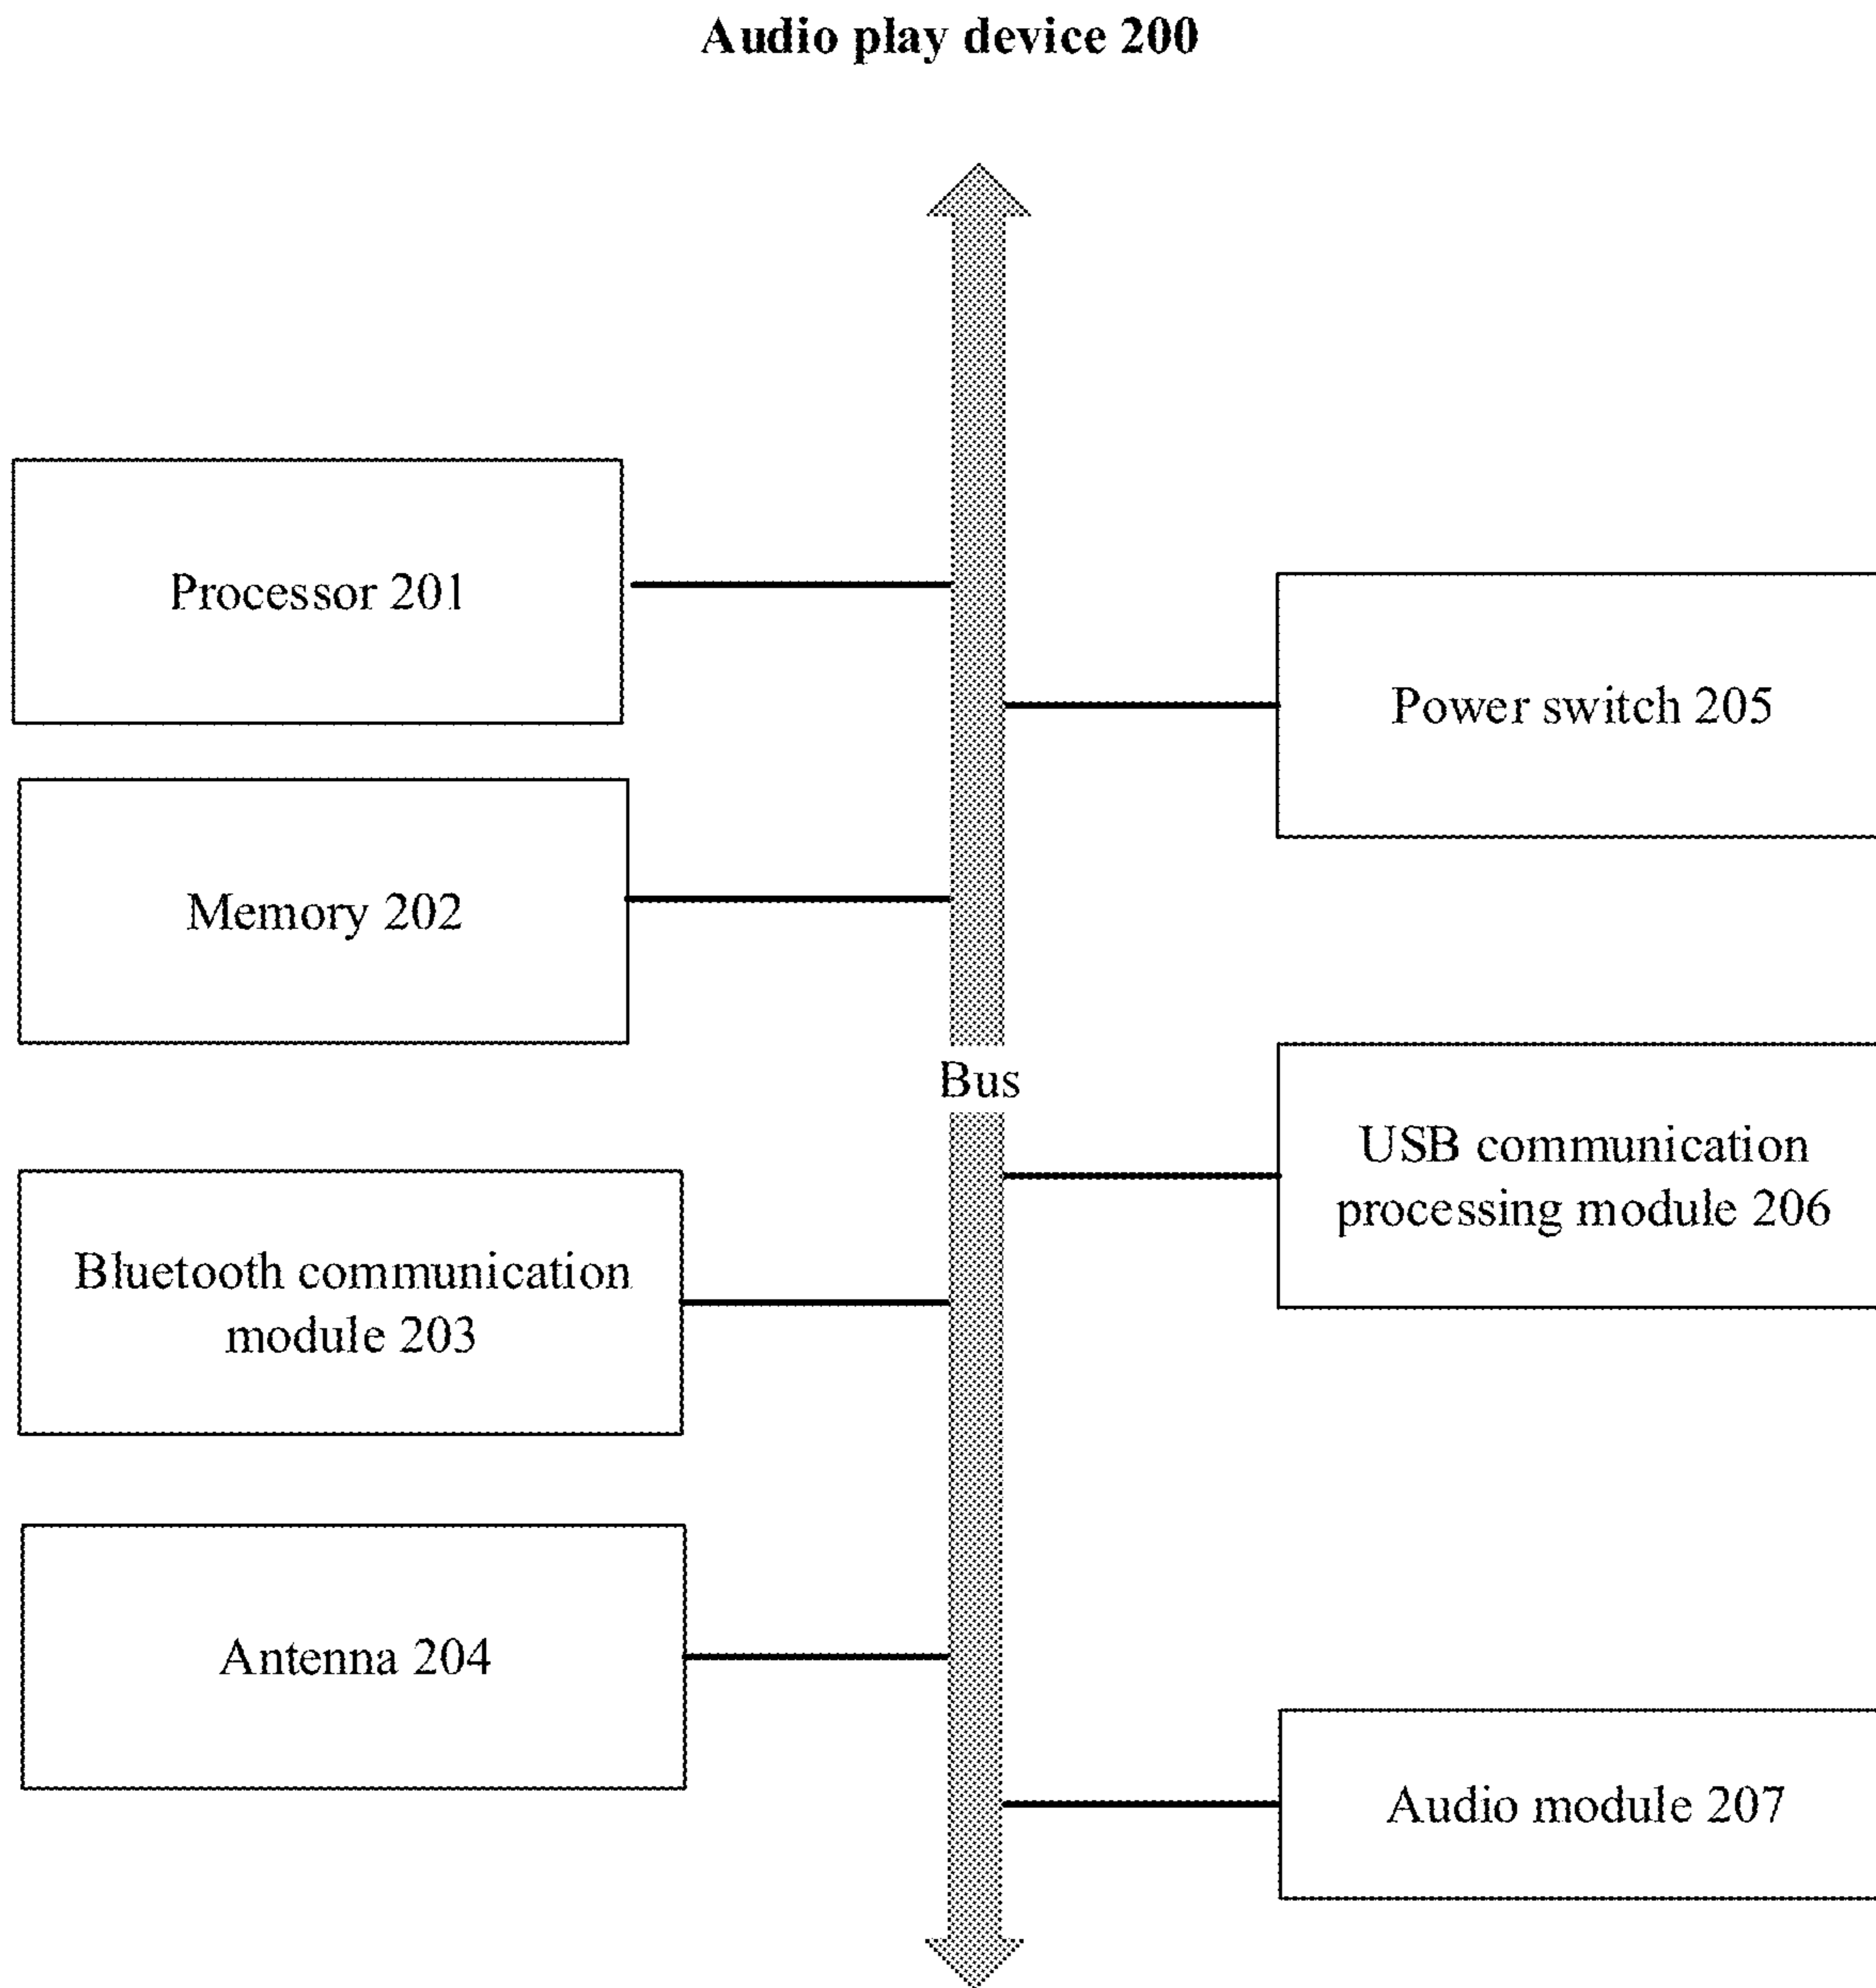 Audio play device 200
Processor 201
Power switch 205
Memory 202
Bus
USB communication
processing module 206
Bluetooth communication
module 203
Antenna 204
Audio module 207